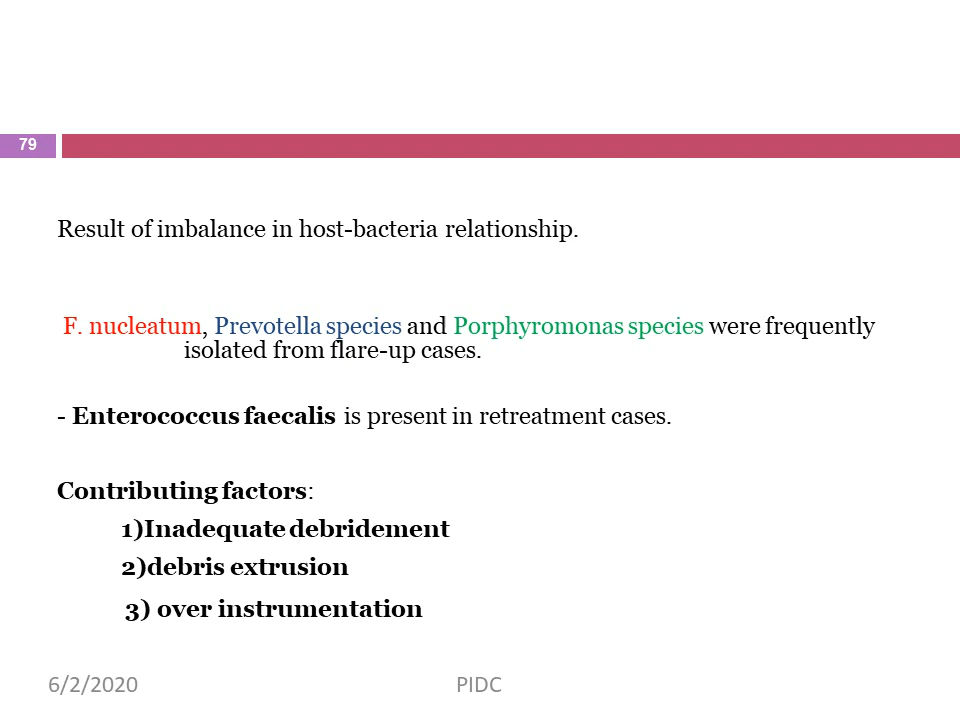 79
Result of imbalance in host-bacteria relationship.
F. nucleatum, Prevotella species and Porphyromonas species were frequently
isolated from flare-up cases.
- Enterococcus faecalis is present in retreatment cases.
Contributing factors:
1)Inadequate debridement
2)debris extrusion
3) over instrumentation
6/2/2020 PIDC